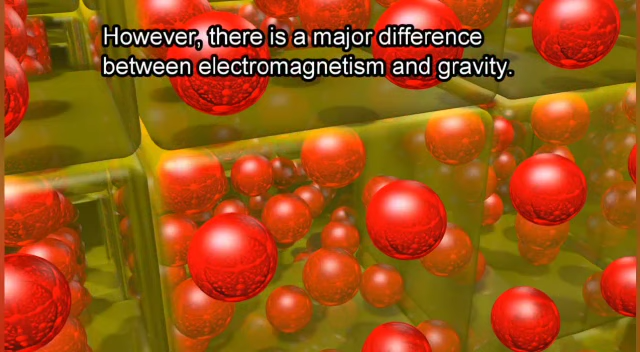 However, there is a major difference
between electromagnetism and gravity.